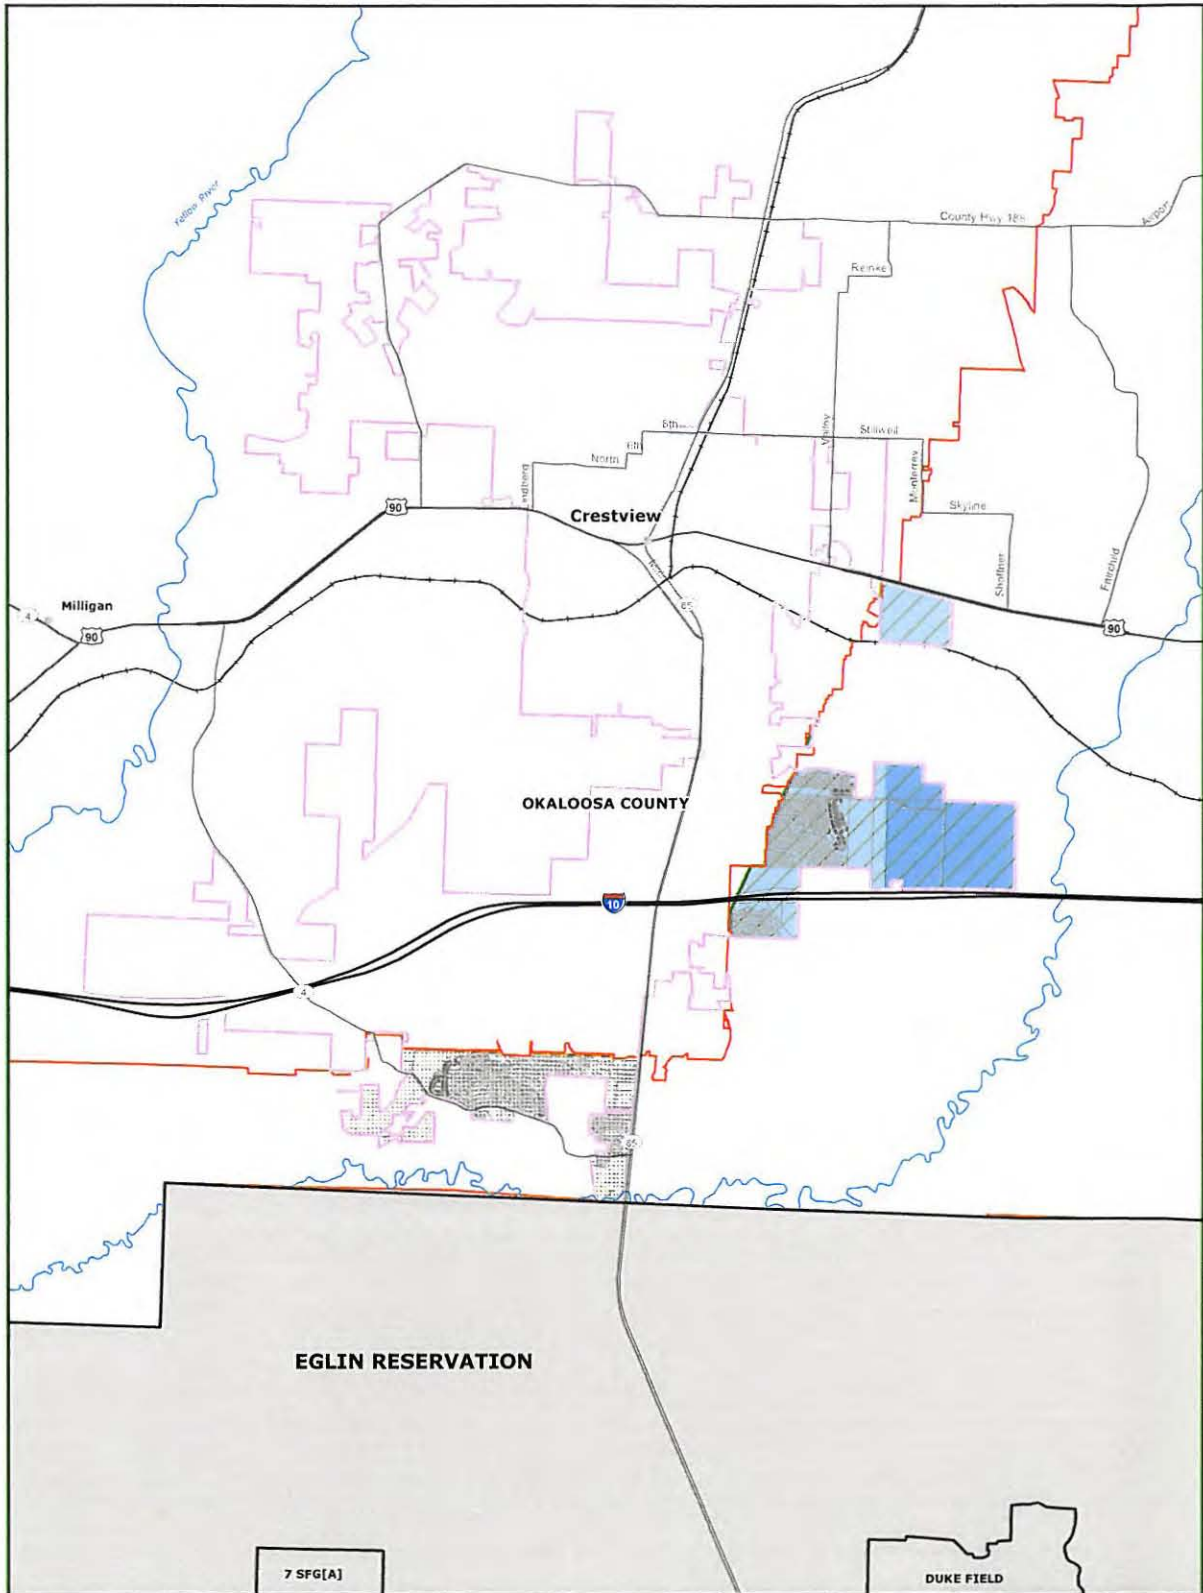 Yellow River
County Hwy 188
Airport
Reinke
8th
Stillwell
Valley
8th
North
Monterrey
90
Crestview
Skyline
Shoffner
Fairchild
Milligan
4
90
85
90
OKALOOSA COUNTY
10
4
85
EGLIN RESERVATION
7 SFG[A]
DUKE FIELD